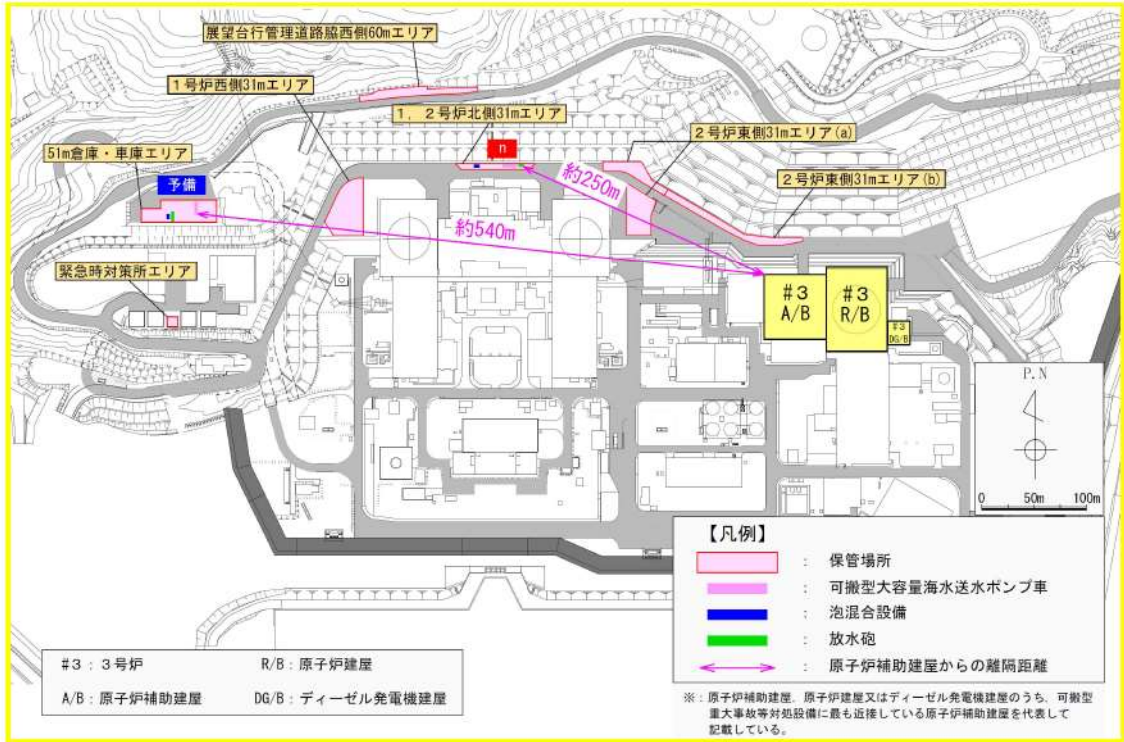 展望台行管理道路脇西側60mエリア
1号炉西側31mエリア
1，2号炉北側31mエリア
2号炉東側31mエリア(a)
51m倉庫・車庫エリア
n
予備
約250m
2号炉東側31mエリア(b)
約540m
緊急時対策所エリア
#3
A/B
#3
R/B
#3
DG/B
P.N
0 50m 100m
【凡例】
： 保管場所
： 可搬型大容量海水送水ポンプ車
： 泡混合設備
： 放水砲
： 原子炉補助建屋からの離隔距離
#3：3号炉 R/B：原子炉建屋
A/B：原子炉補助建屋 DG/B：ディーゼル発電機建屋
※：原子炉補助建屋，原子炉建屋又はディーゼル発電機建屋のうち，可搬型
重大事故等対処設備に最も近接している原子炉補助建屋を代表して
記載している。